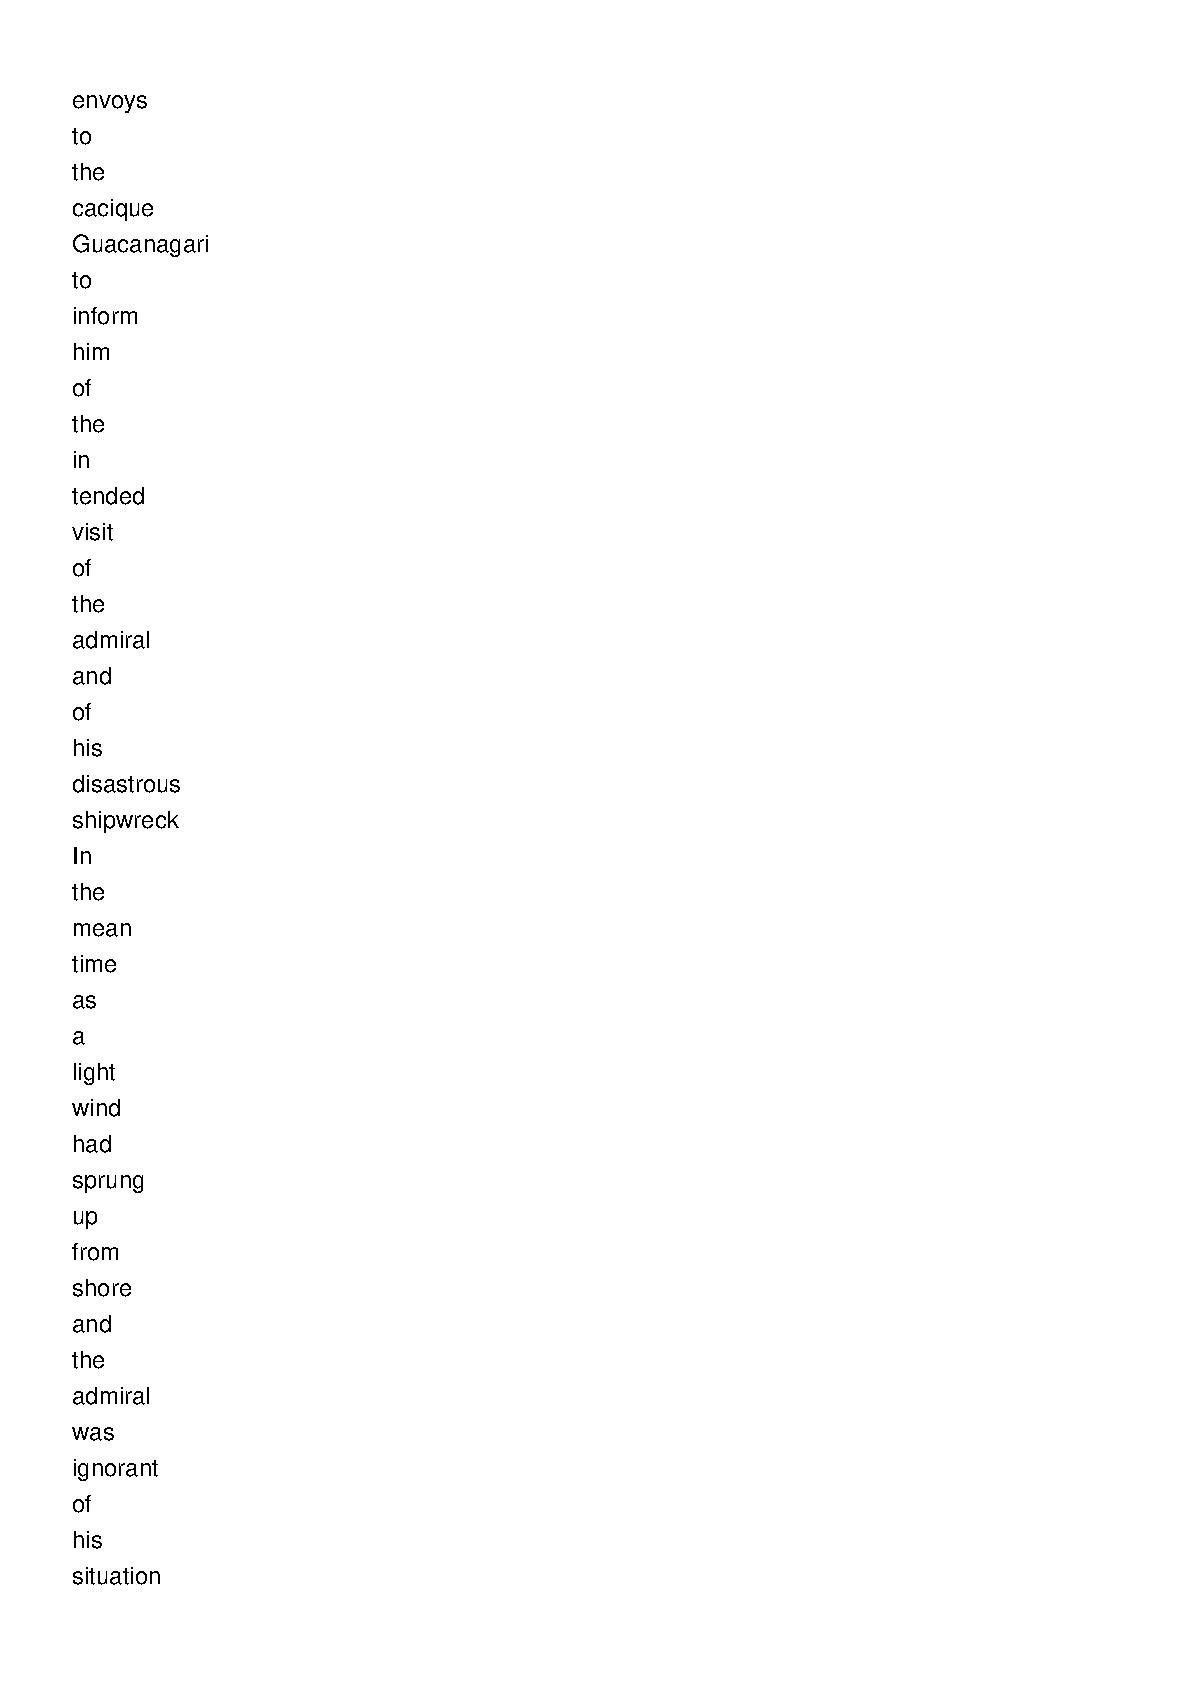 envoys
to
the
cacique
Guacanagari
to
inform
him
of
the
in
tended
visit
of
the
admiral
and
of
his
disastrous
shipwreck
In
the
mean
time
as
a
light
wind
had
sprung
up
from
shore
and
the
admiral
was
ignorant
of
his
situation